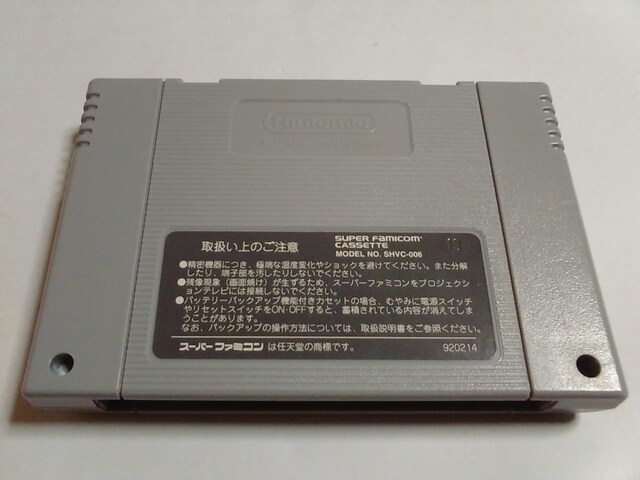 Nintendo
取扱い上のご注意
SUPER FAMICOM
CASSETTE
MODEL NO. SHVC-006
10
●精密機器につき、極端な温度変化やショックを避けてください。また分解
したり、端子部を汚したりしないでください。
●残像現象（画面焼け）が生ずるため、スーパーファミコンをプロジェクショ
ンテレビには接続しないでください。
●バッテリーバックアップ機能付きカセットの場合、むやみに電源スイッチ
やリセットスイッチをON・OFFすると、蓄積されている内容が消えてしま
うことがあります。
なお、バックアップの操作方法については、取扱説明書をご参照ください。
スーパーファミコン は任天堂の商標です。
920214